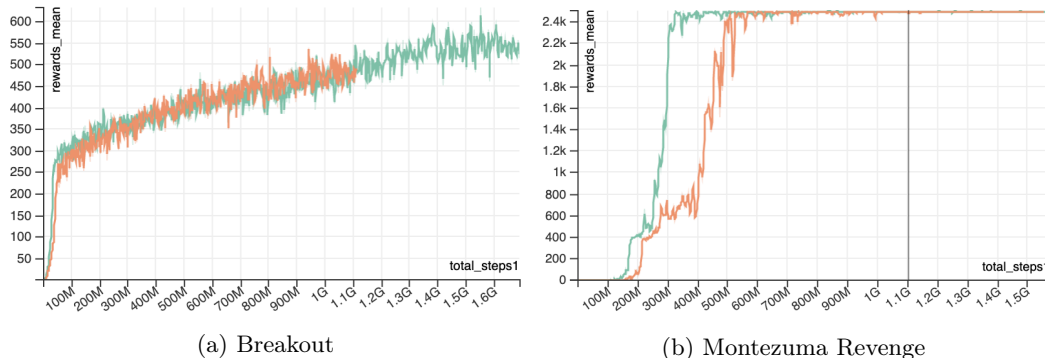 600
550
500
450
400
350
300
250
200
150
100
50
rewards_mean
total_steps1
100M 200M 300M 400M 500M 600M 700M 800M 900M 1G 1.1G 1.2G 1.3G 1.4G 1.5G 1.6G
(a) Breakout
2.4k
2.2k
2k
1.8k
1.6k
1.4k
1.2k
1k
800
600
400
200
0
rewards_mean
total_steps1
100M 200M 300M 400M 500M 600M 700M 800M 900M 1G 1.1G 1.2G 1.3G 1.4G 1.5G
(b) Montezuma Revenge